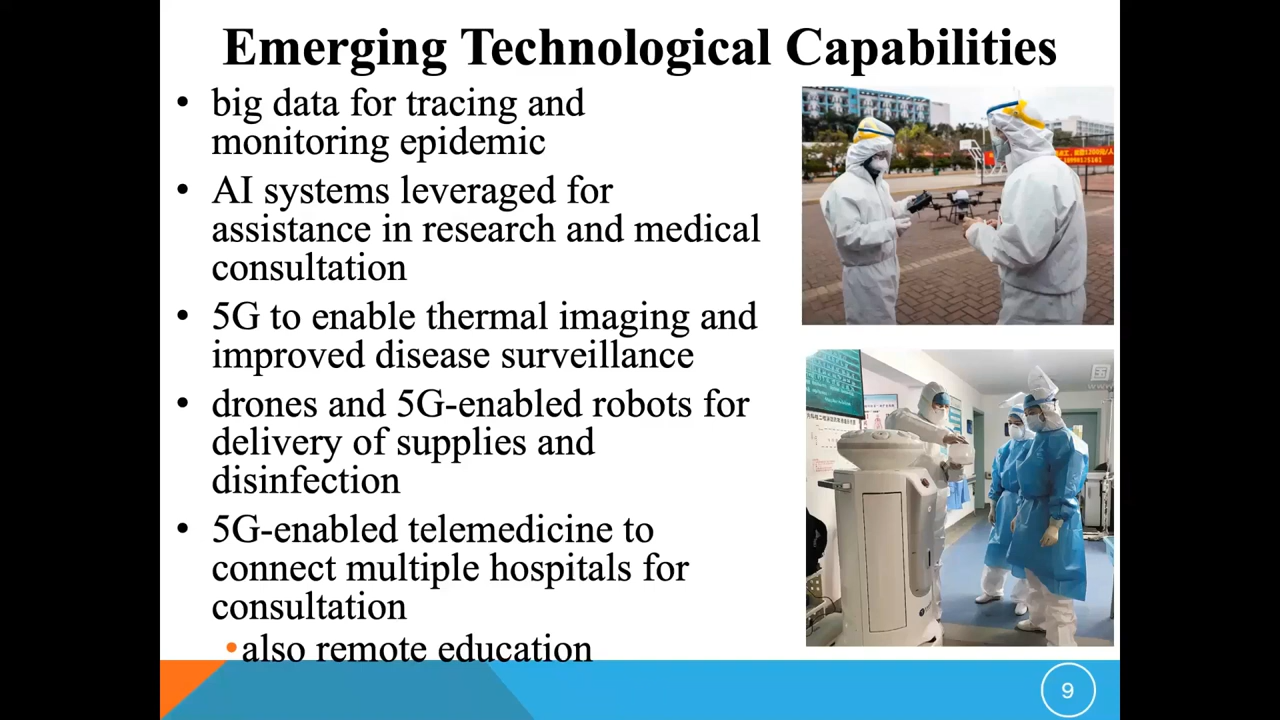 Emerging Technological Capabilities
• big data for tracing and
monitoring epidemic
• AI systems leveraged for
assistance in research and medical
consultation
• 5G to enable thermal imaging and
improved disease surveillance
• drones and 5G-enabled robots for
delivery of supplies and
disinfection
• 5G-enabled telemedicine to
connect multiple hospitals for
consultation
• also remote education
国
www.
9